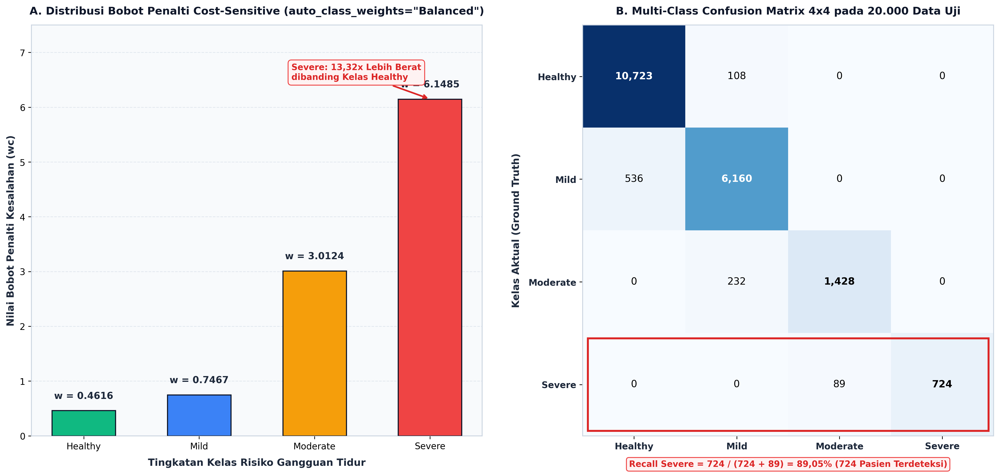 A. Distribusi Bobot Penalti Cost-Sensitive (auto_class_weights="Balanced")
Nilai Bobot Penalti Kesalahan (wc)
7
6
5
4
3
2
1
0
Severe: 13,32x Lebih Berat
dibanding Kelas Healthy
w = 6.1485
w = 3.0124
w = 0.7467
w = 0.4616
Healthy Mild Moderate Severe
Tingkatan Kelas Risiko Gangguan Tidur
B. Multi-Class Confusion Matrix 4x4 pada 20.000 Data Uji
Kelas Aktual (Ground Truth)
Healthy 10,723 108 0 0
Mild 536 6,160 0 0
Moderate 0 232 1,428 0
Severe 0 0 89 724
Healthy Mild Moderate Severe
Recall Severe = 724 / (724 + 89) = 89,05% (724 Pasien Terdeteksi)